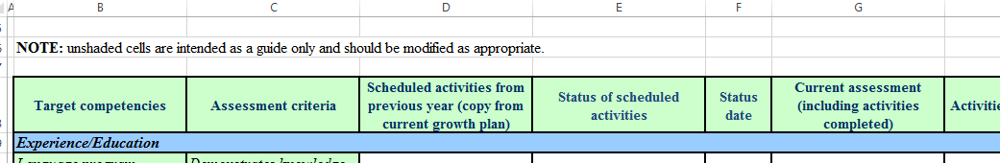 A B C D E F G
NOTE: unshaded cells are intended as a guide only and should be modified as appropriate.
Target competencies
Assessment criteria
Scheduled activities from
previous year (copy from
current growth plan)
Status of scheduled
activities
Status
date
Current assessment
(including activities
completed)
Activitie
Experience/Education